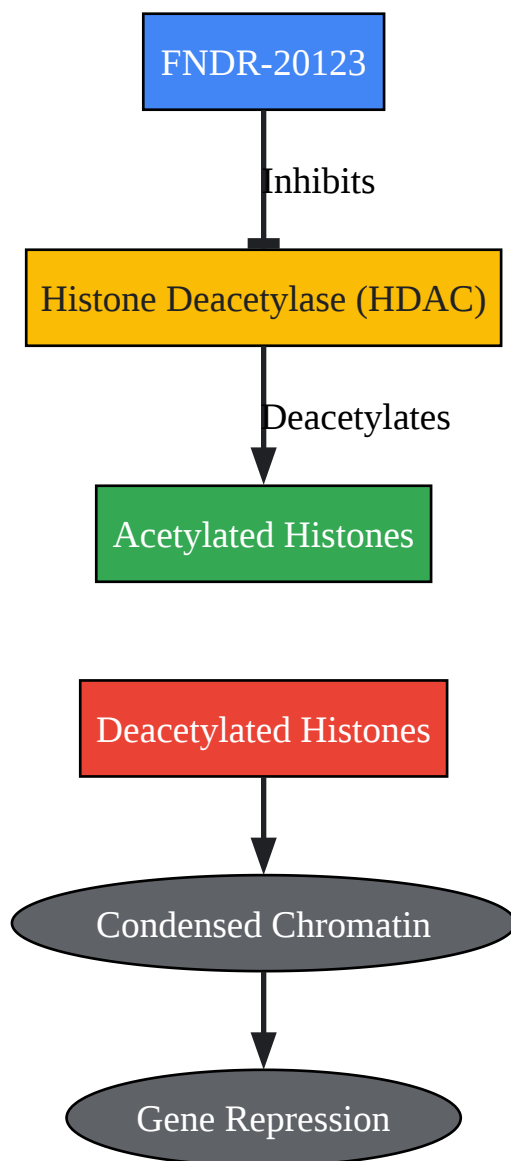 FNDR-20123
Inhibits
Histone Deacetylase (HDAC)
Deacetylates
Acetylated Histones
Deacetylated Histones
Condensed Chromatin
Gene Repression